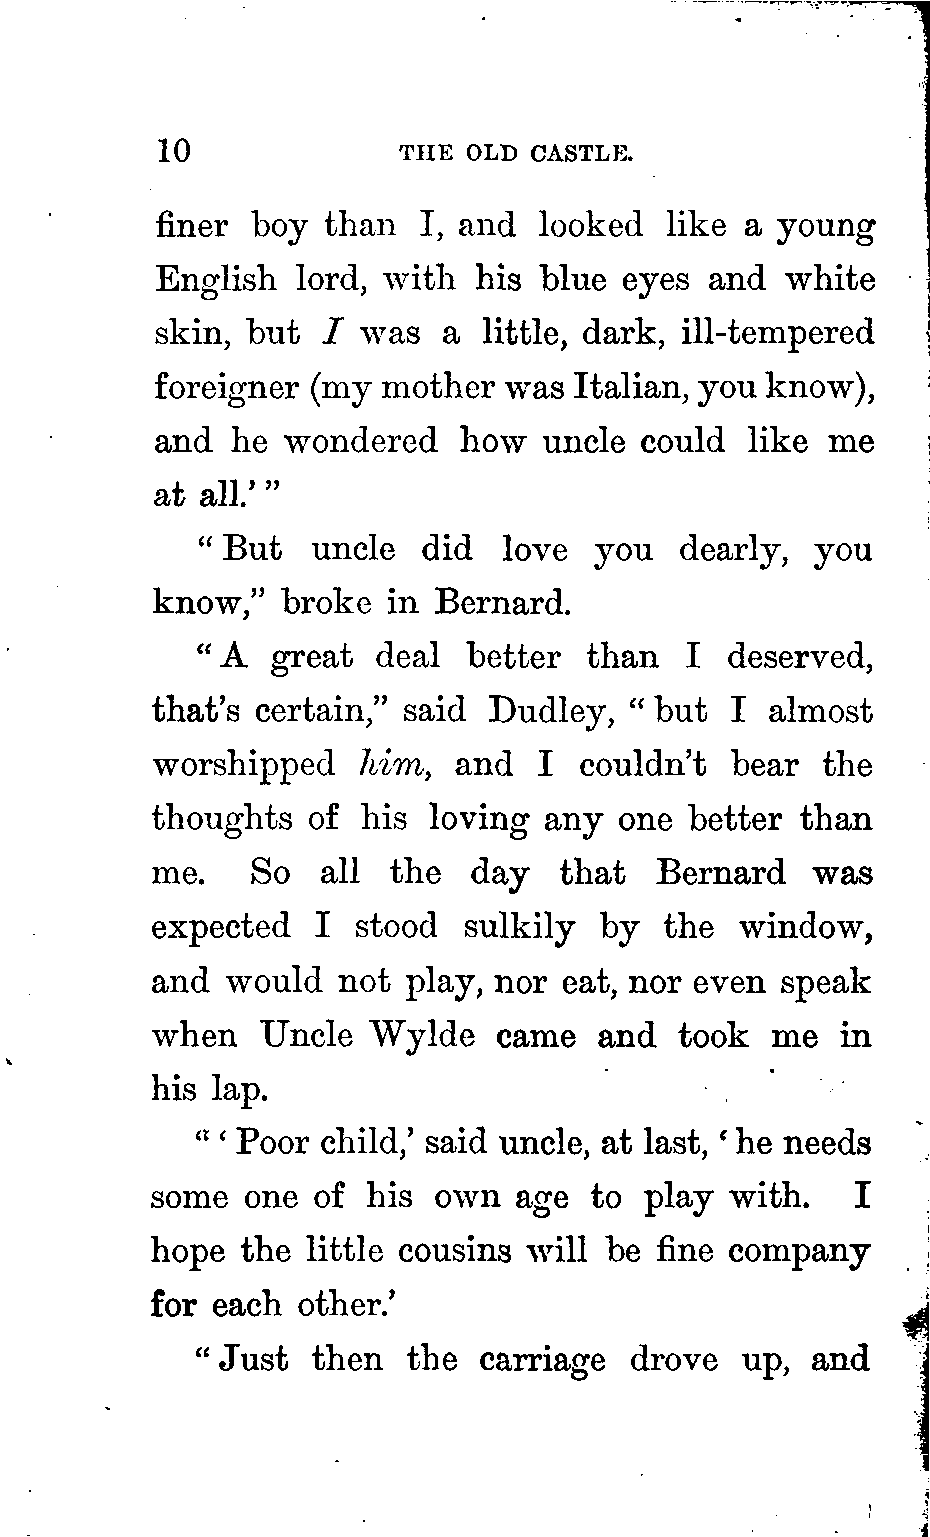 10 THE OLD CASTLE.
finer boy than I, and looked like a young
English lord, with his blue eyes and white
skin, but I was a little, dark, ill-tempered
foreigner (my mother was Italian, you know),
and he wondered how uncle could like me
at all.' "
" But uncle did love you dearly, you
know," broke in Bernard.
" A great deal better than I deserved,
that's certain," said Dudley, " but I almost
worshipped him, and I couldn't bear the
thoughts of his loving any one better than
me. So all the day that Bernard was
expected I stood sulkily by the window,
and would not play, nor eat, nor even speak
when Uncle Wylde came and took me in
his lap.
" ' Poor child,' said uncle, at last, ' he needs
some one of his own age to play with. I
hope the little cousins will be fine company
for each other.'
" Just then the carriage drove up, and